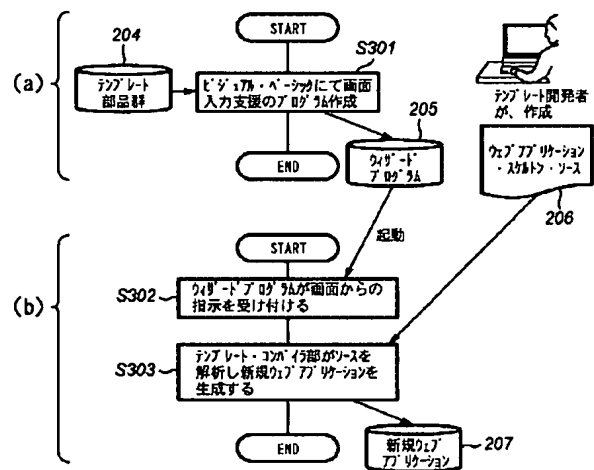 (a)
204
テンプレート
部品群
START
S301
ビジュアル・ベーシックにて画面
入力支援のプログラム作成
END
205
ウィザード
プログラム
テンプレート開発者
が、作成
ウェブアプリケーション
・スケルトン・ソース
206
起動
(b)
START
S302
ウィザードプログラムが画面からの
指示を受け付ける
S303
テンプレート・コンパイラ部がソースを
解析し新規ウェブアプリケーションを
生成する
END
新規ウェブ
アプリケーション
207